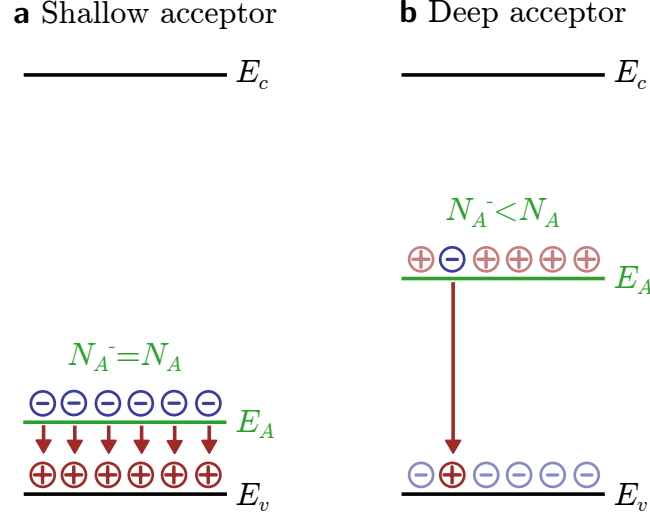 a Shallow acceptor
E_c
N_A^-=N_A
E_A
E_v
b Deep acceptor
E_c
N_A^-<N_A
E_A
E_v